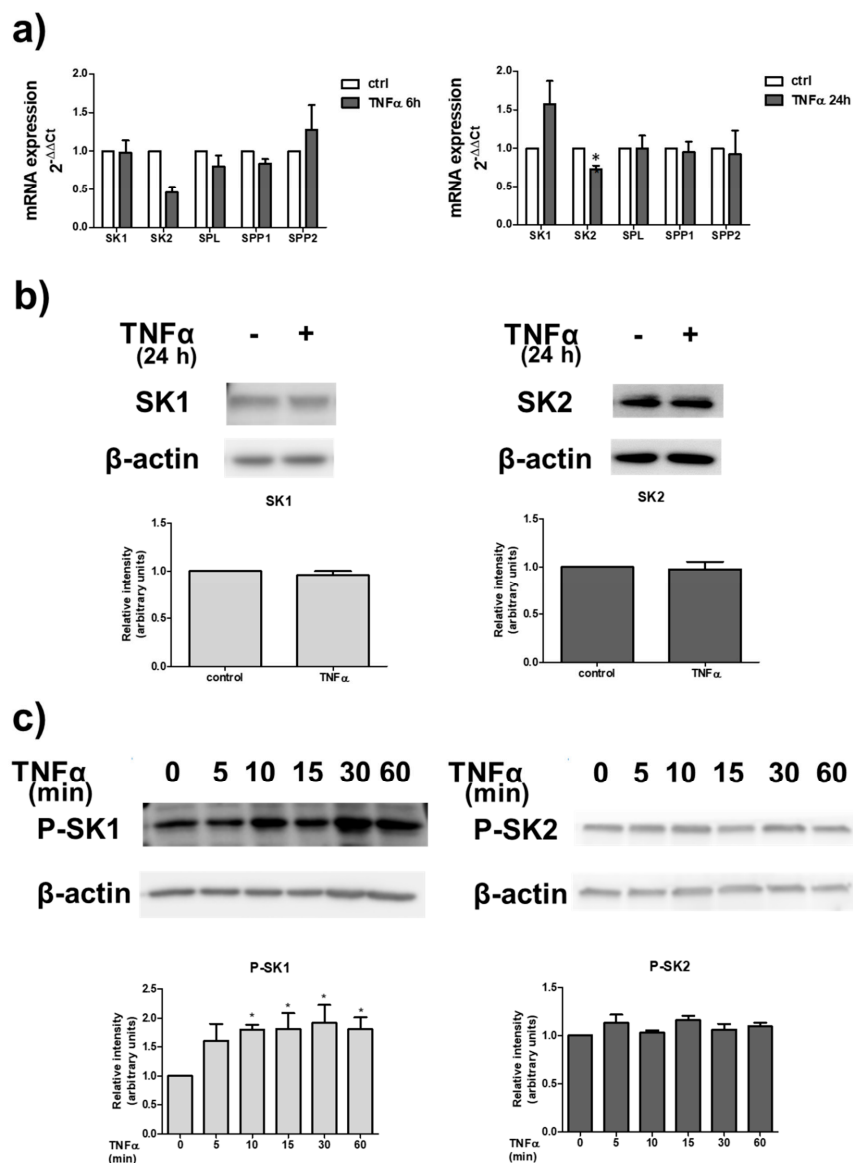 a)
mRNA expression
2^-ΔΔCt
2.0
1.5
1.0
0.5
0.0
ctrl
TNFα 6h
SK1 SK2 SPL SPP1 SPP2
mRNA expression
2^-ΔΔCt
2.0
1.5
1.0
0.5
0.0
ctrl
TNFα 24h
*
SK1 SK2 SPL SPP1 SPP2
b)
TNFα - +
(24 h)
SK1
β-actin
SK1
Relative intensity
(arbitrary units)
1.5
1.0
0.5
0.0
control TNFα
TNFα - +
(24 h)
SK2
β-actin
SK2
Relative intensity
(arbitrary units)
1.5
1.0
0.5
0.0
control TNFα
c)
TNFα 0 5 10 15 30 60
(min)
P-SK1
β-actin
P-SK1
Relative intensity
(arbitrary units)
2.5
2.0
1.5
1.0
0.5
0.0
* * * *
TNFα 0 5 10 15 30 60
(min)
TNFα 0 5 10 15 30 60
(min)
P-SK2
β-actin
P-SK2
Relative intensity
(arbitrary units)
1.5
1.0
0.5
0.0
TNFα 0 5 10 15 30 60
(min)